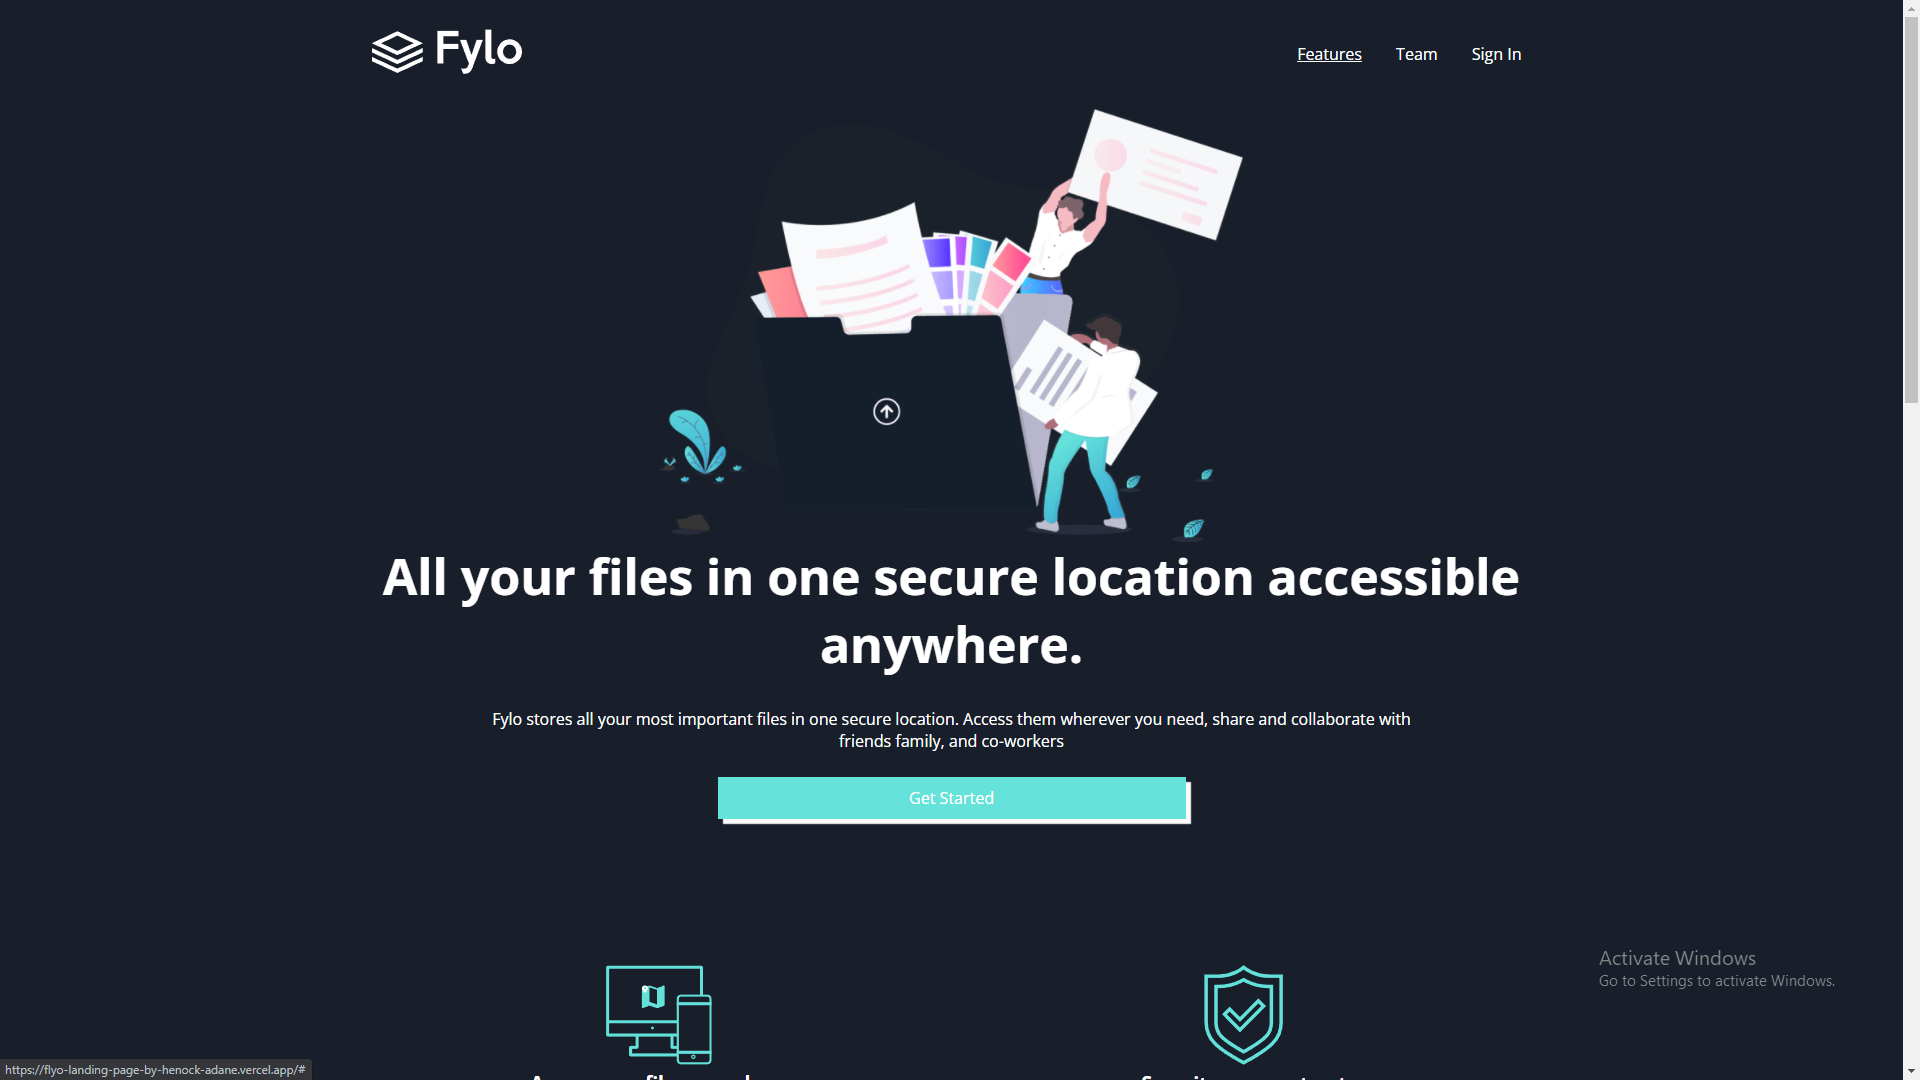 Fylo
Features Team Sign In
All your files in one secure location accessible
anywhere.
Fylo stores all your most important files in one secure location. Access them wherever you need, share and collaborate with
friends family, and co-workers
Get Started
Activate Windows
Go to Settings to activate Windows.
https://flyo-landing-page-by-henock-adane.vercel.app/#